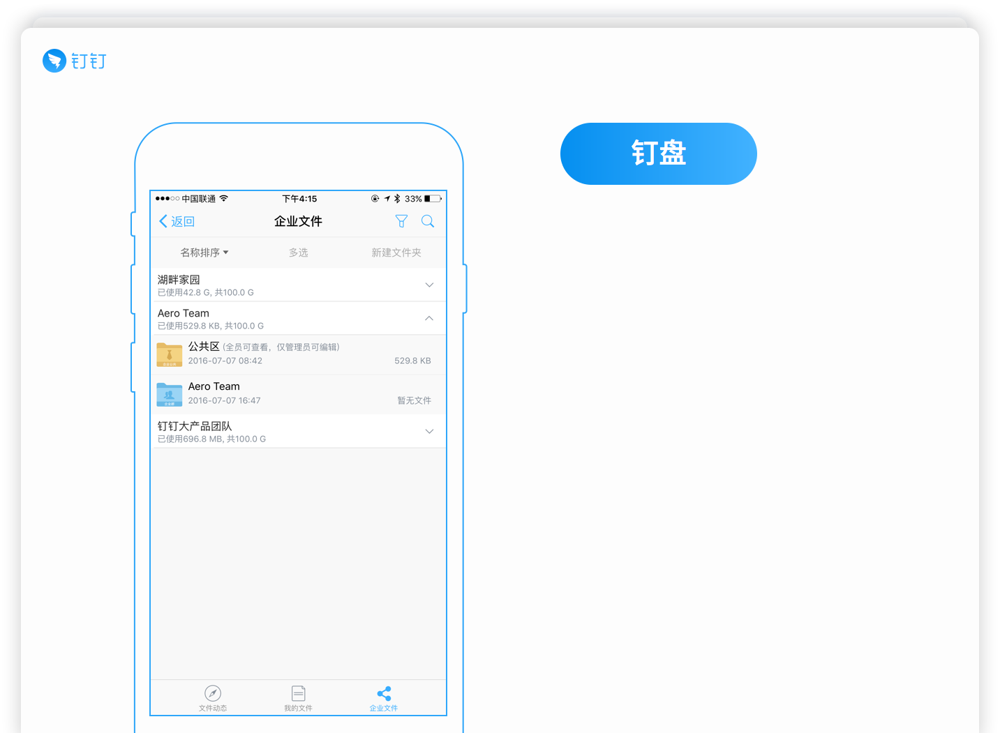 钉钉
钉盘
中国联通 下午4:15 33%
返回 企业文件
名称排序 多选 新建文件夹
湖畔家园
已使用42.8 G, 共100.0 G
Aero Team
已使用529.8 KB, 共100.0 G
公共区 (全员可查看，仅管理员可编辑)
2016-07-07 08:42 529.8 KB
Aero Team
2016-07-07 16:47 暂无文件
钉钉大产品团队
已使用696.8 MB, 共100.0 G
文件动态 我的文件 企业文件